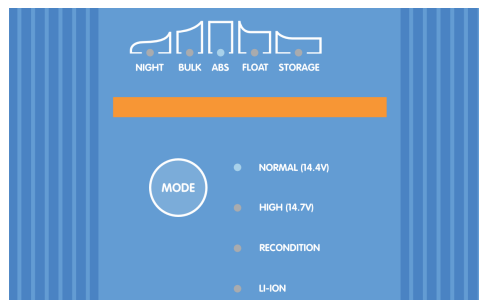 NIGHT BULK ABS FLOAT STORAGE
MODE
NORMAL (14.4V)
HIGH (14.7V)
RECONDITION
LI-ION